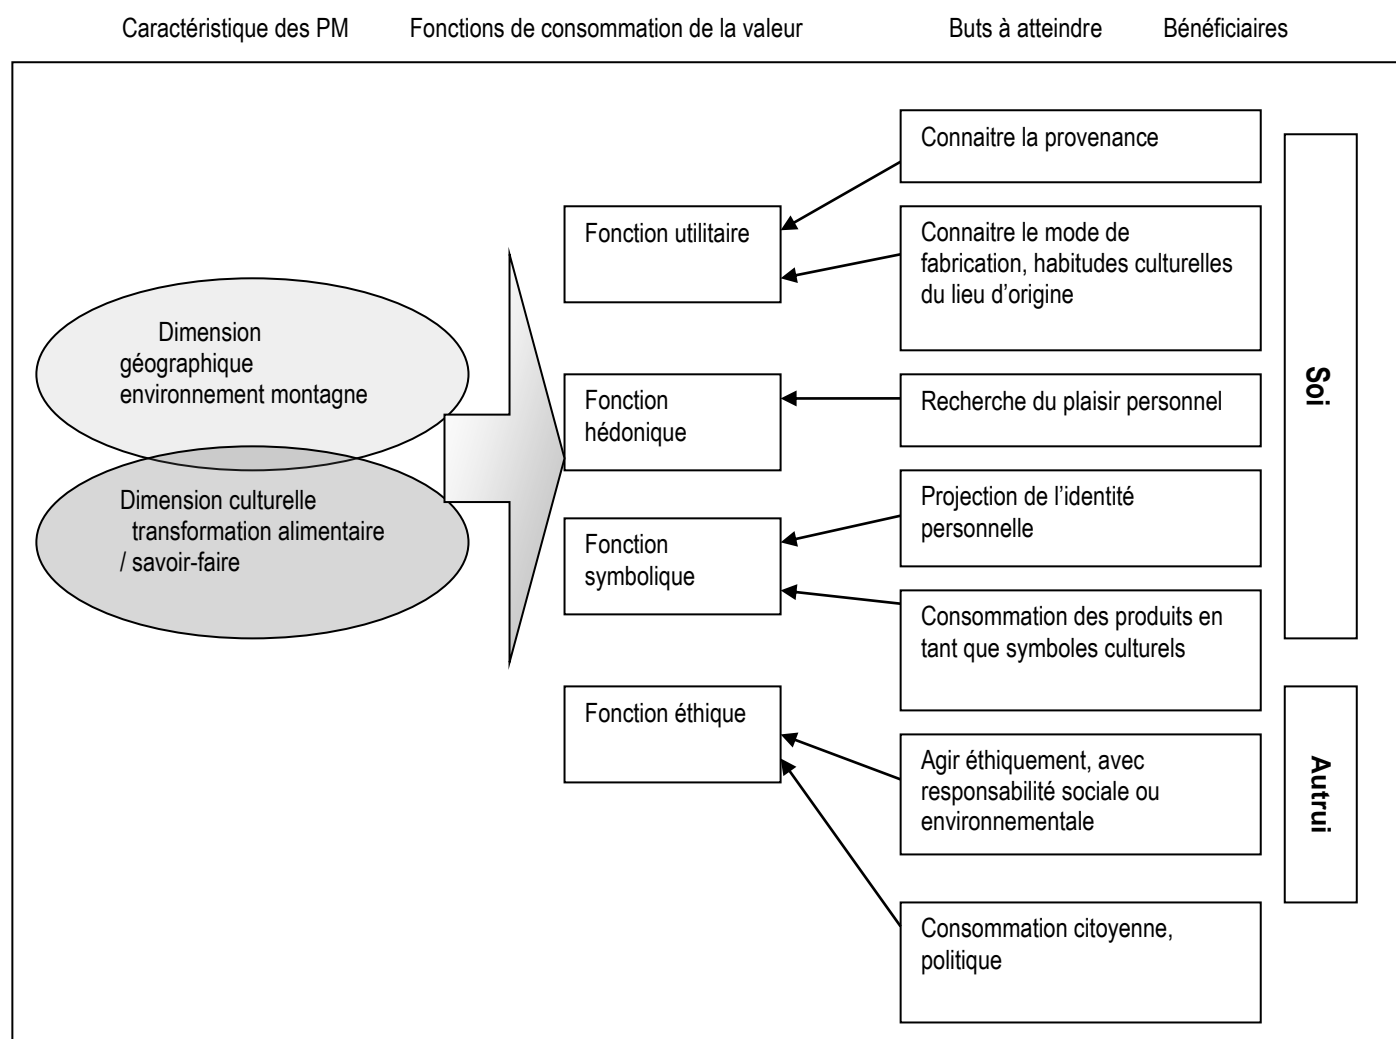 Caractéristique des PM
Fonctions de consommation de la valeur
Buts à atteindre
Bénéficiaires
Dimension
géographique
environnement montagne
Dimension culturelle
transformation alimentaire
/ savoir-faire
Fonction utilitaire
Fonction
hédonique
Fonction
symbolique
Fonction éthique
Connaitre la provenance
Connaitre le mode de
fabrication, habitudes culturelles
du lieu d’origine
Recherche du plaisir personnel
Projection de l’identité
personnelle
Consommation des produits en
tant que symboles culturels
Agir éthiquement, avec
responsabilité sociale ou
environnementale
Consommation citoyenne,
politique
Soi
Autrui